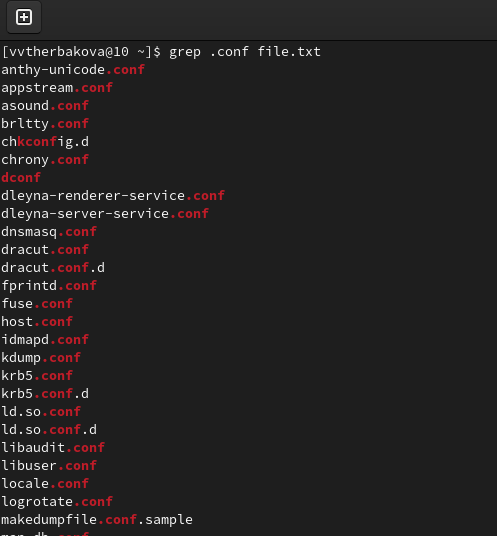 [vvtherbakova@10 ~]$ grep .conf file.txt
anthy-unicode.conf
appstream.conf
asound.conf
brltty.conf
chkconfig.d
chrony.conf
dconf
dleyna-renderer-service.conf
dleyna-server-service.conf
dnsmasq.conf
dracut.conf
dracut.conf.d
fprintd.conf
fuse.conf
host.conf
idmapd.conf
kdump.conf
krb5.conf
krb5.conf.d
ld.so.conf
ld.so.conf.d
libaudit.conf
libuser.conf
locale.conf
logrotate.conf
makedumpfile.conf.sample